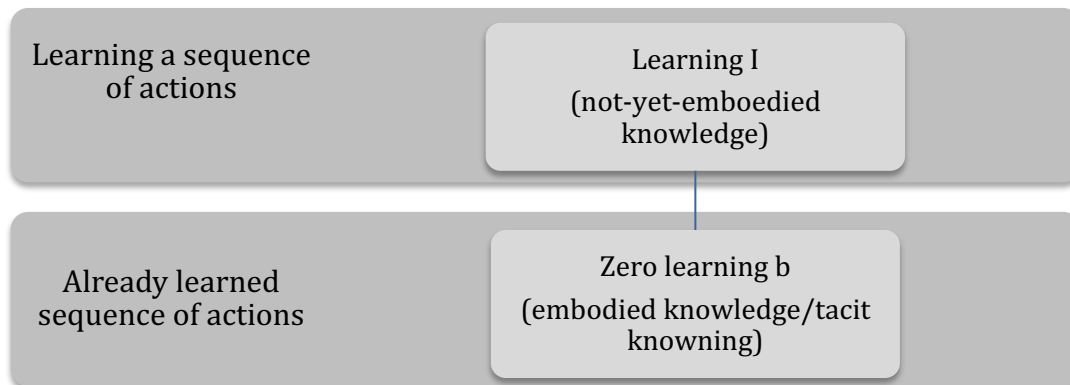 Learning a sequence
of actions
Learning I
(not-yet-emboedied
knowledge)
Already learned
sequence of actions
Zero learning b
(embodied knowledge/tacit
knowning)